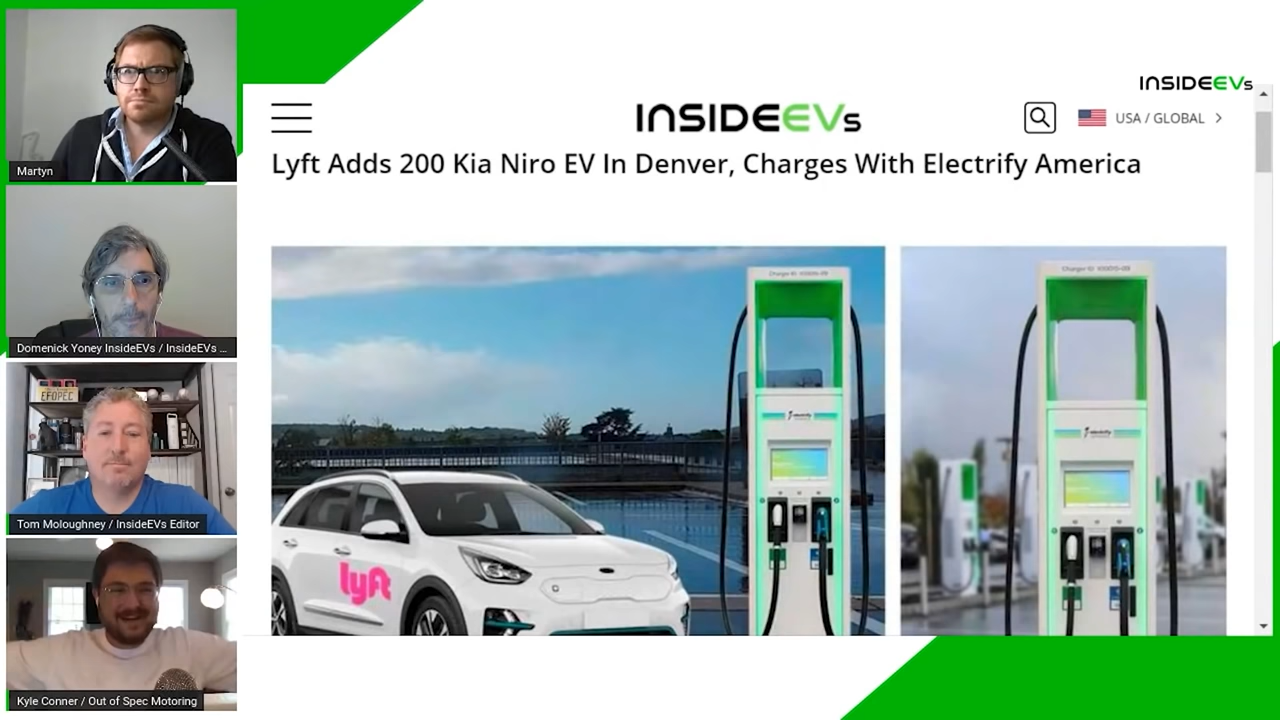 Martyn
Domenick Yoney InsideEVs / InsideEVs ...
EFOPEC
Tom Moloughney / InsideEVs Editor
Kyle Conner / Out of Spec Motoring
INSIDEEVs
INSIDEEVs
USA / GLOBAL
Lyft Adds 200 Kia Niro EV In Denver, Charges With Electrify America
lyft